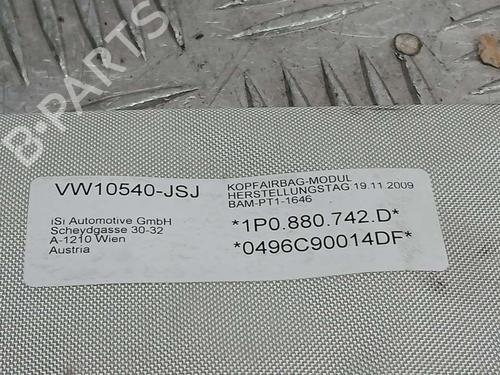 B-PARTS
VW10540-JSJ
iSi Automotive GmbH
Scheydgasse 30-32
A-1210 Wien
Austria
KOPFAIRBAG-MODUL
HERSTELLUNGSTAG 19.11.2009
BAM-PT1-1646
*1P0.880.742.D*
*0496C90014DF*